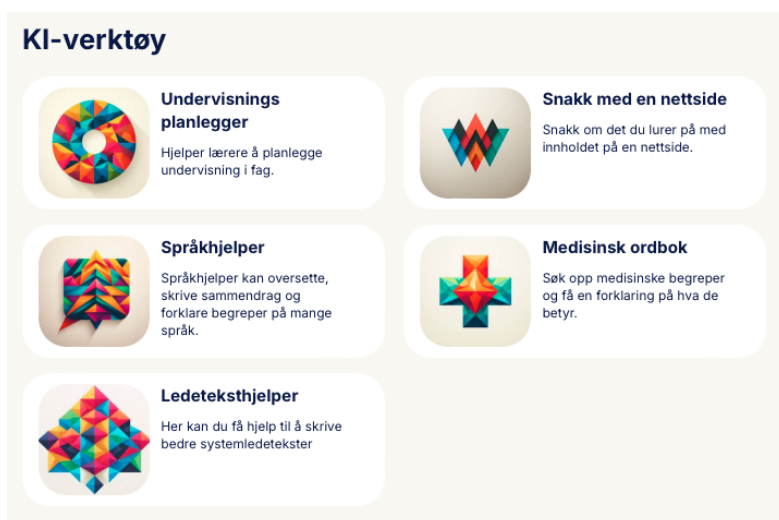 KI-verktøy
Undervisnings
planlegger
Hjelper lærere å planlegge
undervisning i fag.
Snakk med en nettside
Snakk om det du lurer på med
innholdet på en nettside.
Språkhjelper
Språkhjelper kan oversette,
skrive sammendrag og
forklare begreper på mange
språk.
Medisinsk ordbok
Søk opp medisinske begreper
og få en forklaring på hva de
betyr.
Ledeteksthjelper
Her kan du få hjelp til å skrive
bedre systemledetekster